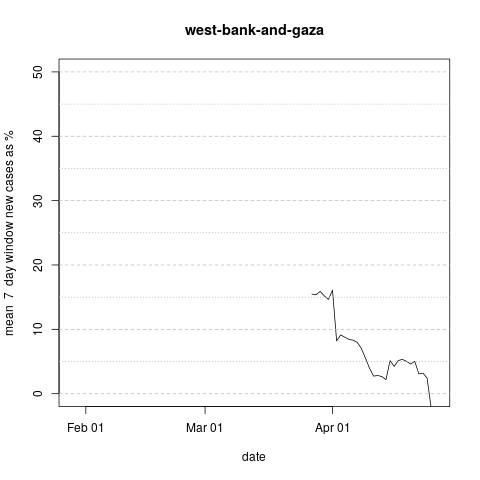 west-bank-and-gaza
mean 7 day window new cases as %
50
40
30
20
10
0
Feb 01
Mar 01
Apr 01
date